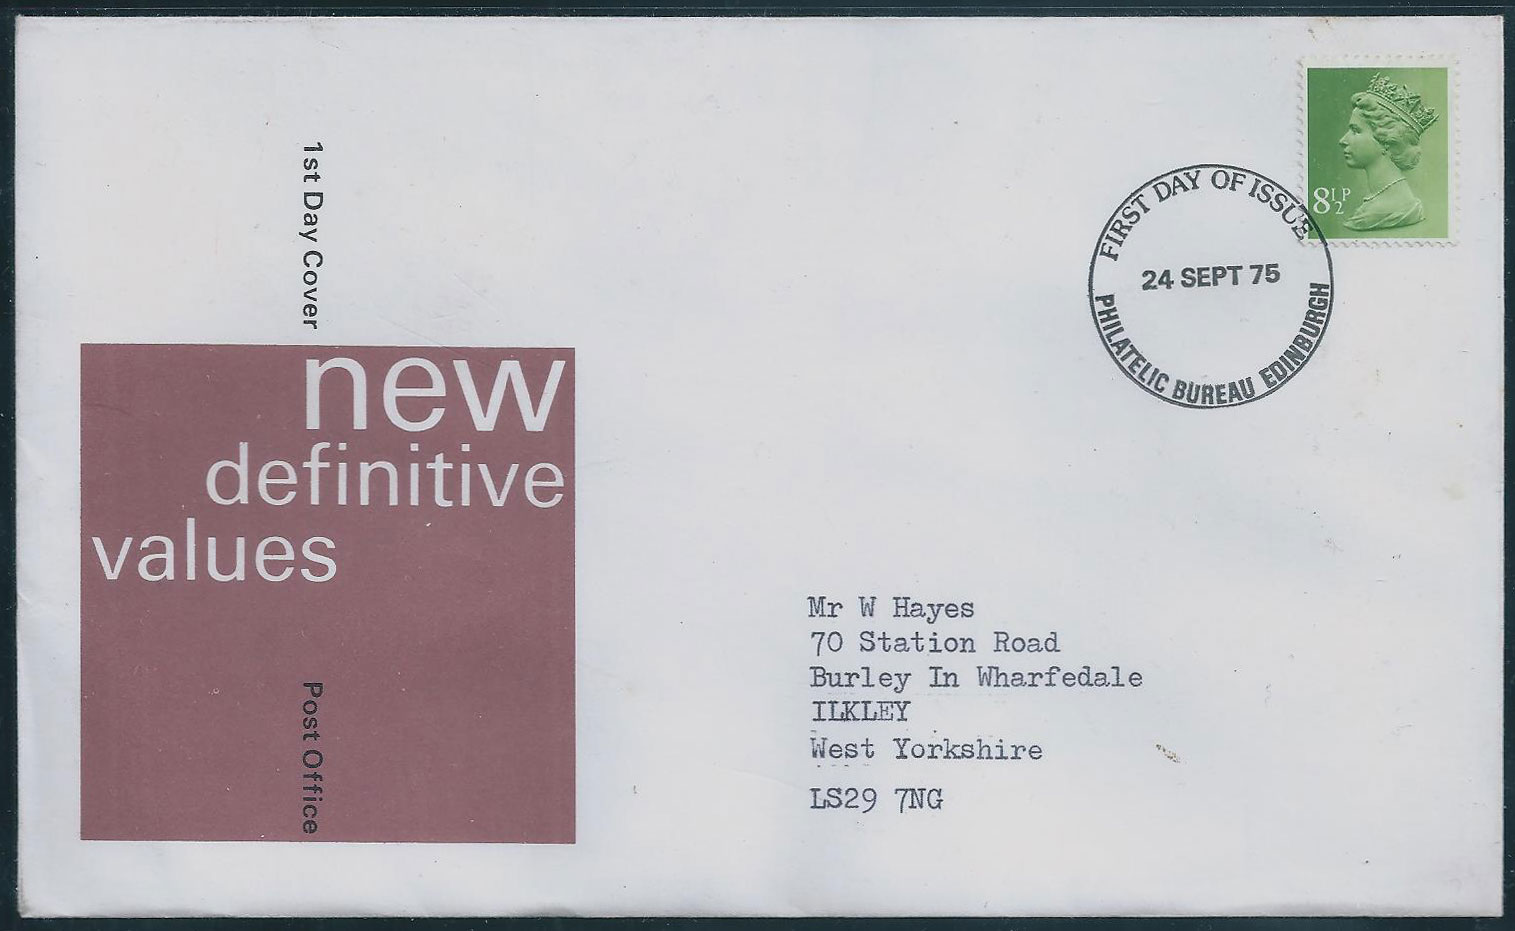 1st Day Cover
new
definitive
values
Post Office
8½P
FIRST DAY OF ISSUE
24 SEPT 75
PHILATELIC BUREAU EDINBURGH
Mr W Hayes
70 Station Road
Burley In Wharfedale
ILKLEY
West Yorkshire
LS29 7NG